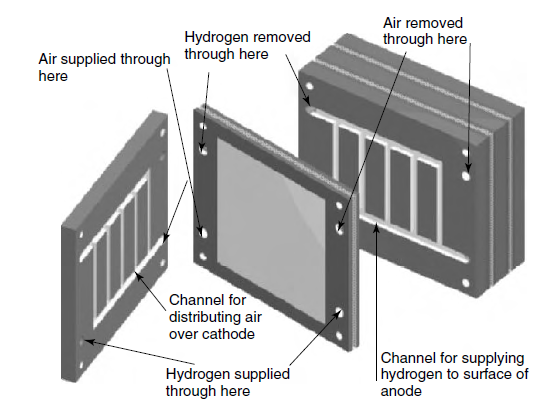 Air removed
through here
Hydrogen removed
through here
Air supplied through
here
Channel for
distributing air
over cathode
Channel for supplying
hydrogen to surface of
anode
Hydrogen supplied
through here